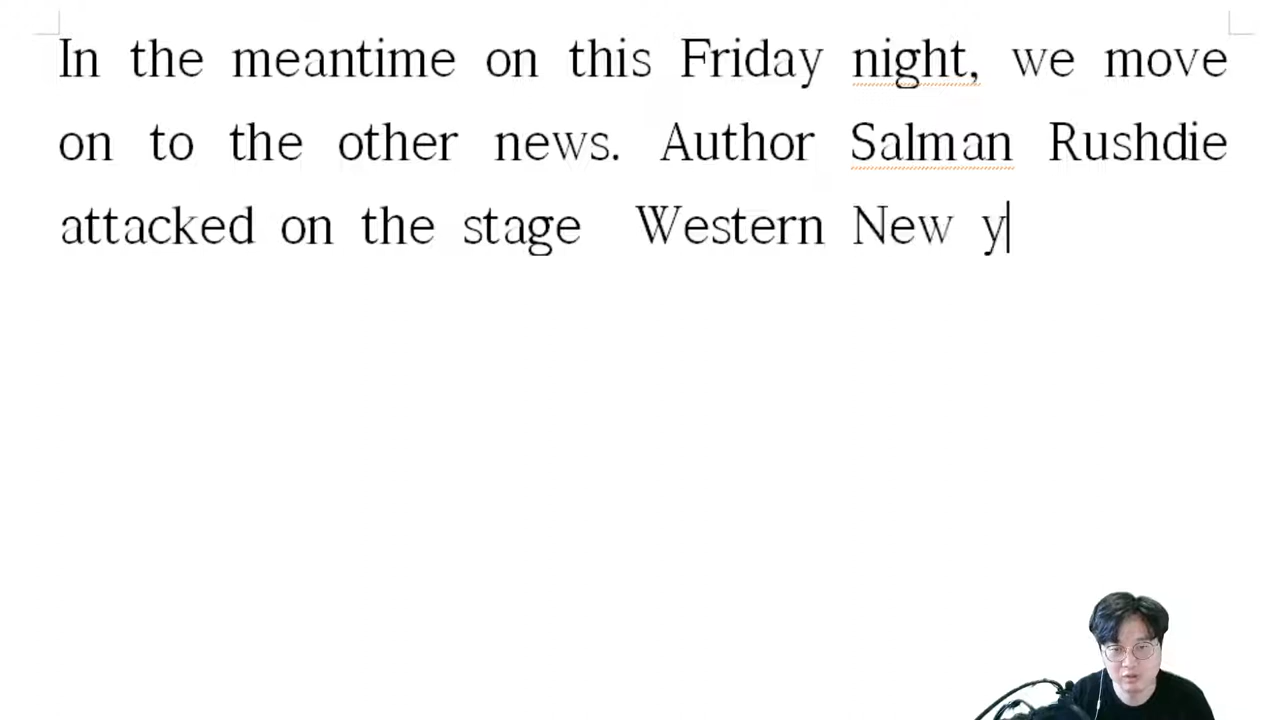 In the meantime on this Friday night, we move
on to the other news. Author Salman Rushdie
attacked on the stage  Western New y